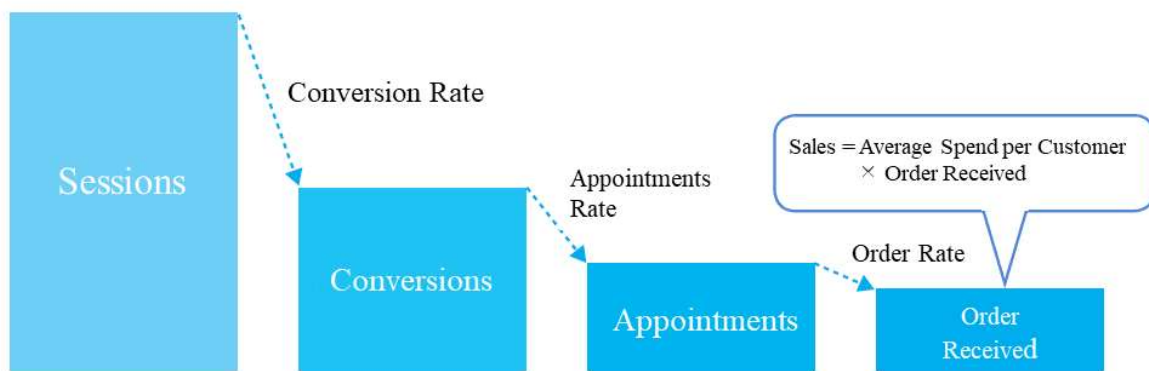 Sessions
Conversion Rate
Conversions
Appointments
Rate
Appointments
Order Rate
Sales = Average Spend per Customer
× Order Received
Order
Received